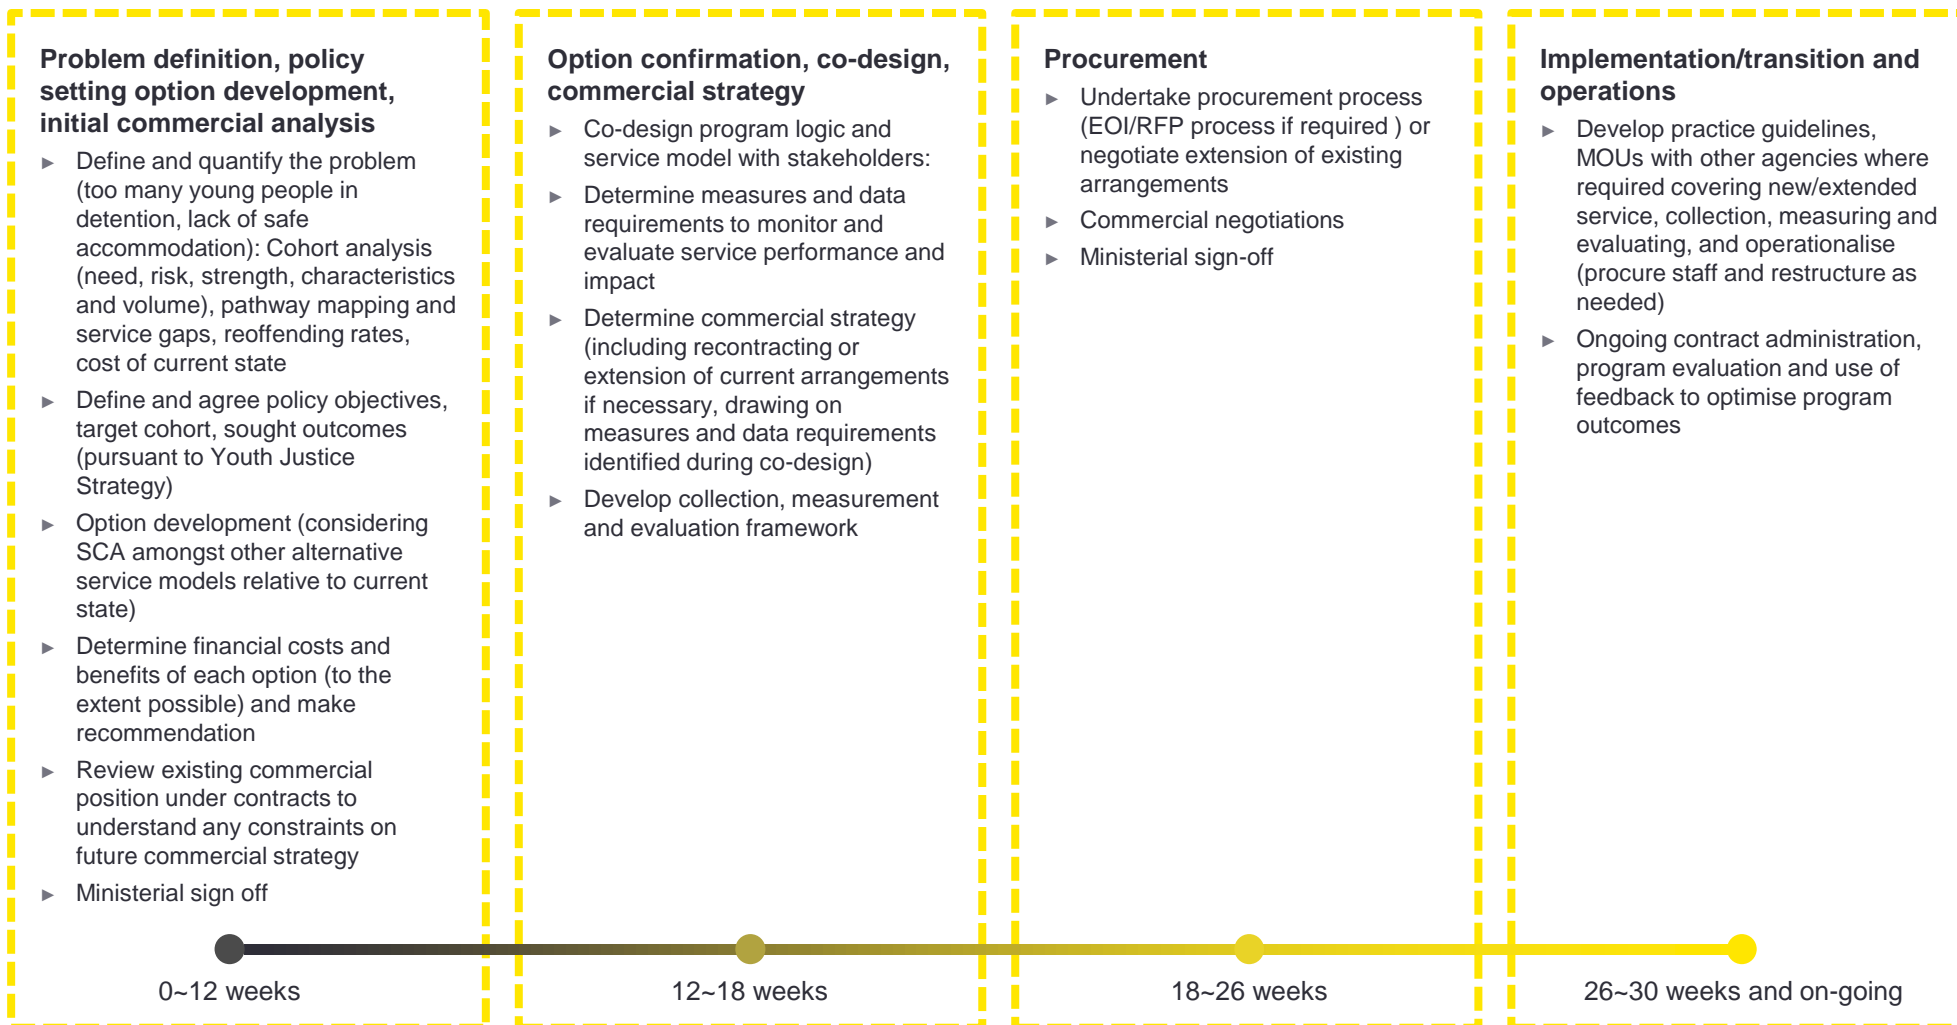 Problem definition, policy
setting option development,
initial commercial analysis
► Define and quantify the problem
(too many young people in
detention, lack of safe
accommodation): Cohort analysis
(need, risk, strength, characteristics
and volume), pathway mapping and
service gaps, reoffending rates,
cost of current state
► Define and agree policy objectives,
target cohort, sought outcomes
(pursuant to Youth Justice
Strategy)
► Option development (considering
SCA amongst other alternative
service models relative to current
state)
► Determine financial costs and
benefits of each option (to the
extent possible) and make
recommendation
► Review existing commercial
position under contracts to
understand any constraints on
future commercial strategy
► Ministerial sign off
0~12 weeks
Option confirmation, co-design,
commercial strategy
► Co-design program logic and
service model with stakeholders:
► Determine measures and data
requirements to monitor and
evaluate service performance and
impact
► Determine commercial strategy
(including recontracting or
extension of current arrangements
if necessary, drawing on
measures and data requirements
identified during co-design)
► Develop collection, measurement
and evaluation framework
12~18 weeks
Procurement
► Undertake procurement process
(EOI/RFP process if required ) or
negotiate extension of existing
arrangements
► Commercial negotiations
► Ministerial sign-off
18~26 weeks
Implementation/transition and
operations
► Develop practice guidelines,
MOUs with other agencies where
required covering new/extended
service, collection, measuring and
evaluating, and operationalise
(procure staff and restructure as
needed)
► Ongoing contract administration,
program evaluation and use of
feedback to optimise program
outcomes
26~30 weeks and on-going